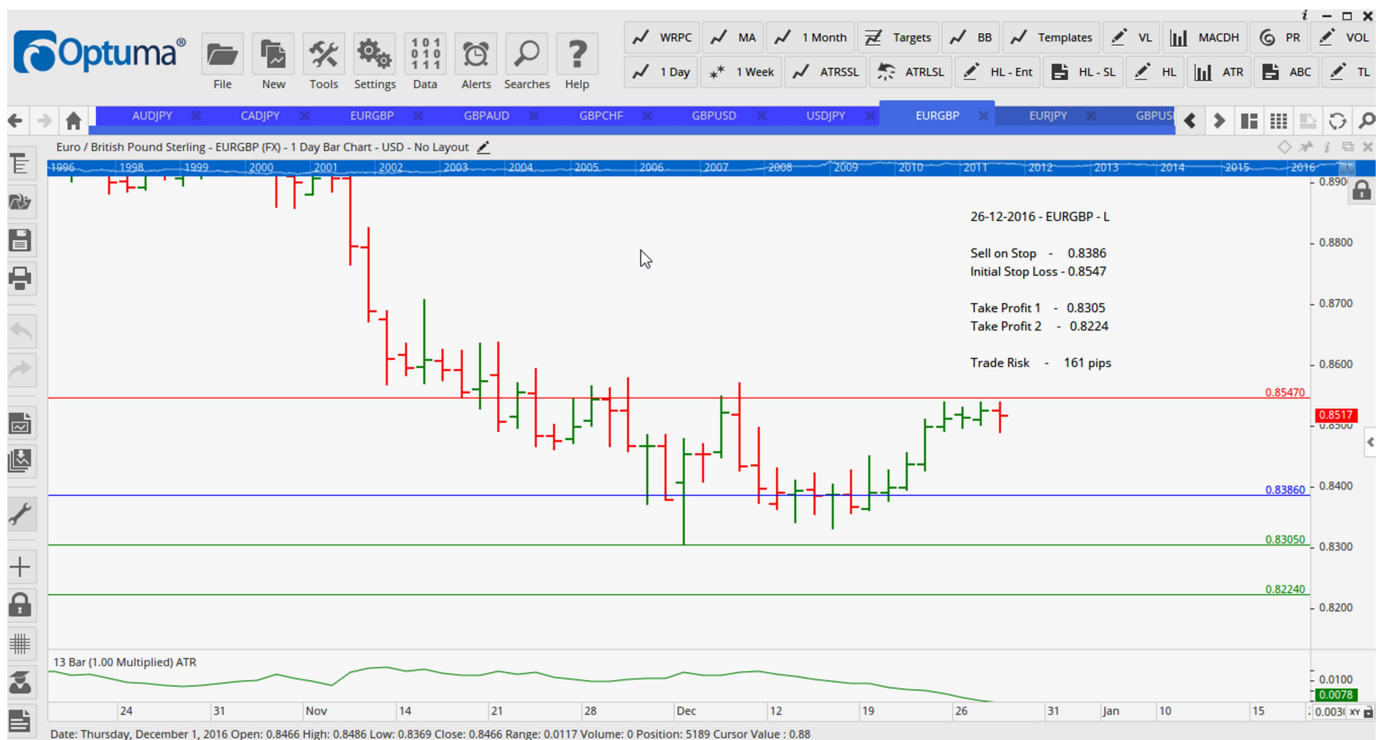 Optuma®
File New Tools Settings Data Alerts Searches Help
WRPC MA 1 Month Targets BB Templates VL MACDH PR VOL
1 Day 1 Week ATRSSL ATRLSL HL - Ent HL - SL HL ATR ABC TL
AUDJPY CADJPY EURGBP GBPAUD GBPCHF GBPUSD USDJPY EURGBP EURJPY GBPUS
Euro / British Pound Sterling - EURGBP (FX) - 1 Day Bar Chart - USD - No Layout
1996 1998 1999 2000 2001 2002 2003 2004 2005 2006 2007 2008 2009 2010 2011 2012 2013 2014 2015 2016
0.890
26-12-2016 - EURGBP - L
0.8800
Sell on Stop - 0.8386
Initial Stop Loss - 0.8547
0.8700
Take Profit 1 - 0.8305
Take Profit 2 - 0.8224
Trade Risk - 161 pips
0.8600
0.85470
0.8517
0.8500
0.83860
0.8400
0.83050
0.8300
0.82240
0.8200
13 Bar (1.00 Multiplied) ATR
0.0100
0.0078
24 31 Nov 14 21 28 Dec 12 19 26 31 Jan 10 15 XY
Date: Thursday, December 1, 2016 Open: 0.8466 High: 0.8486 Low: 0.8369 Close: 0.8466 Range: 0.0117 Volume: 0 Position: 5189 Cursor Value : 0.88